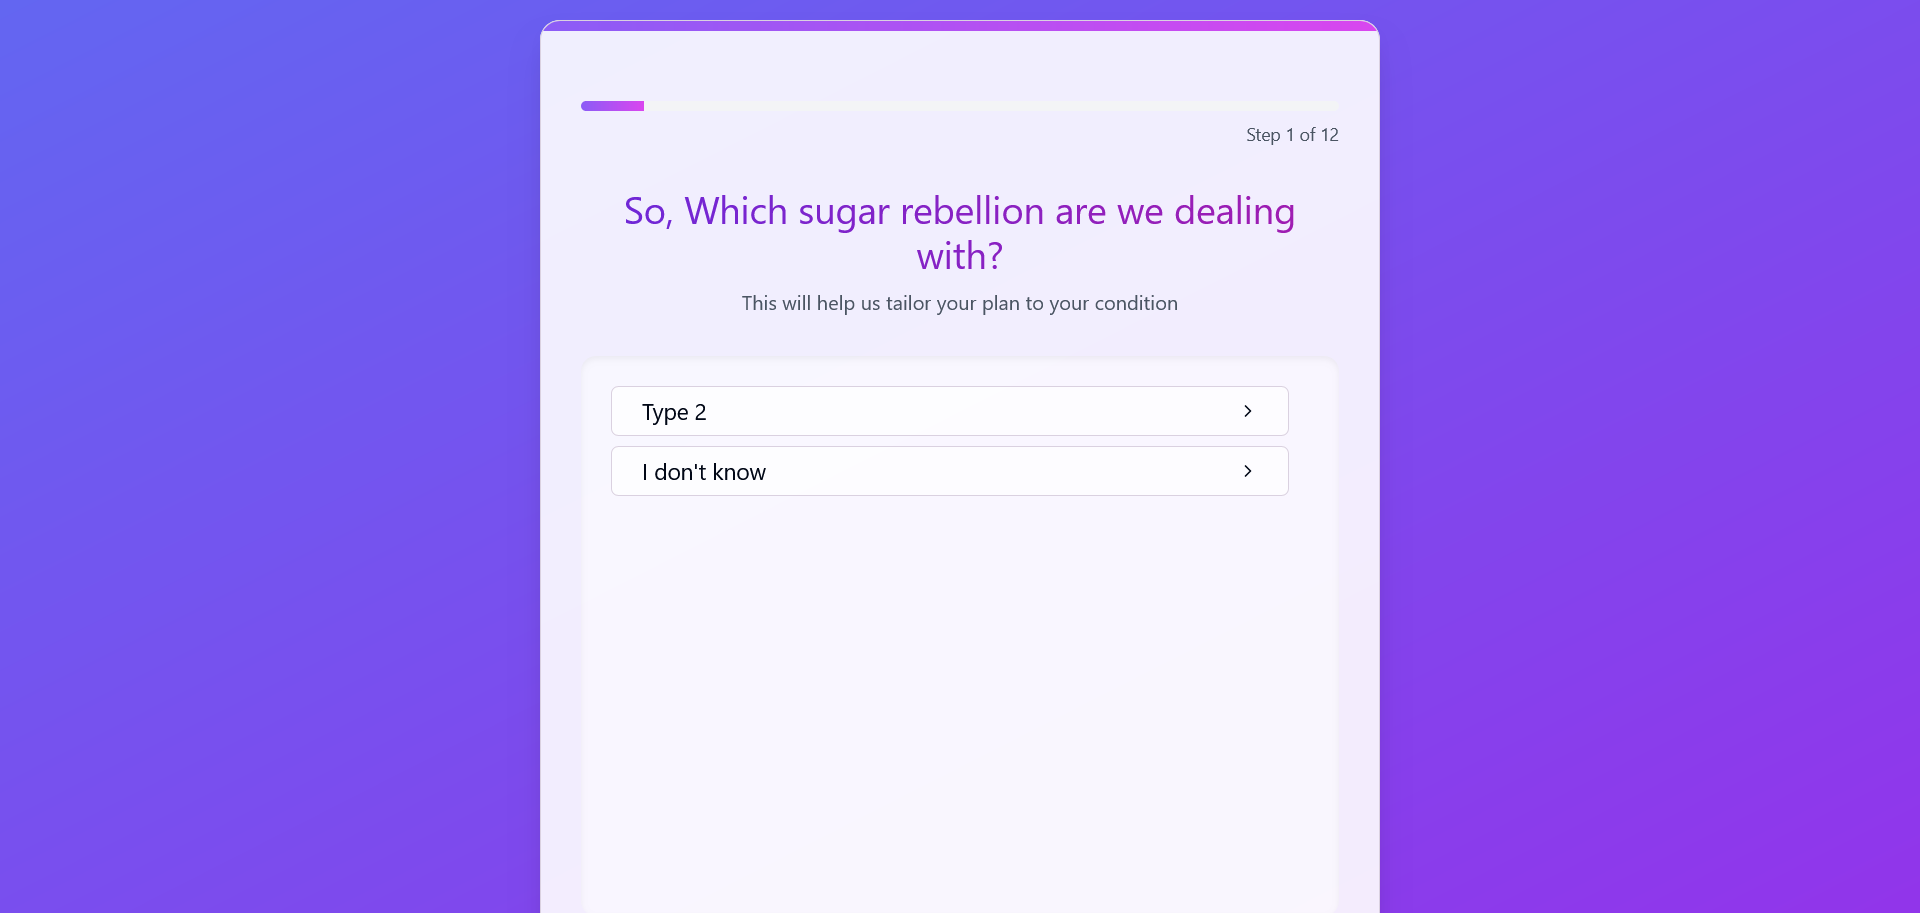 Step 1 of 12
So, Which sugar rebellion are we dealing
with?
This will help us tailor your plan to your condition
Type 2
I don't know